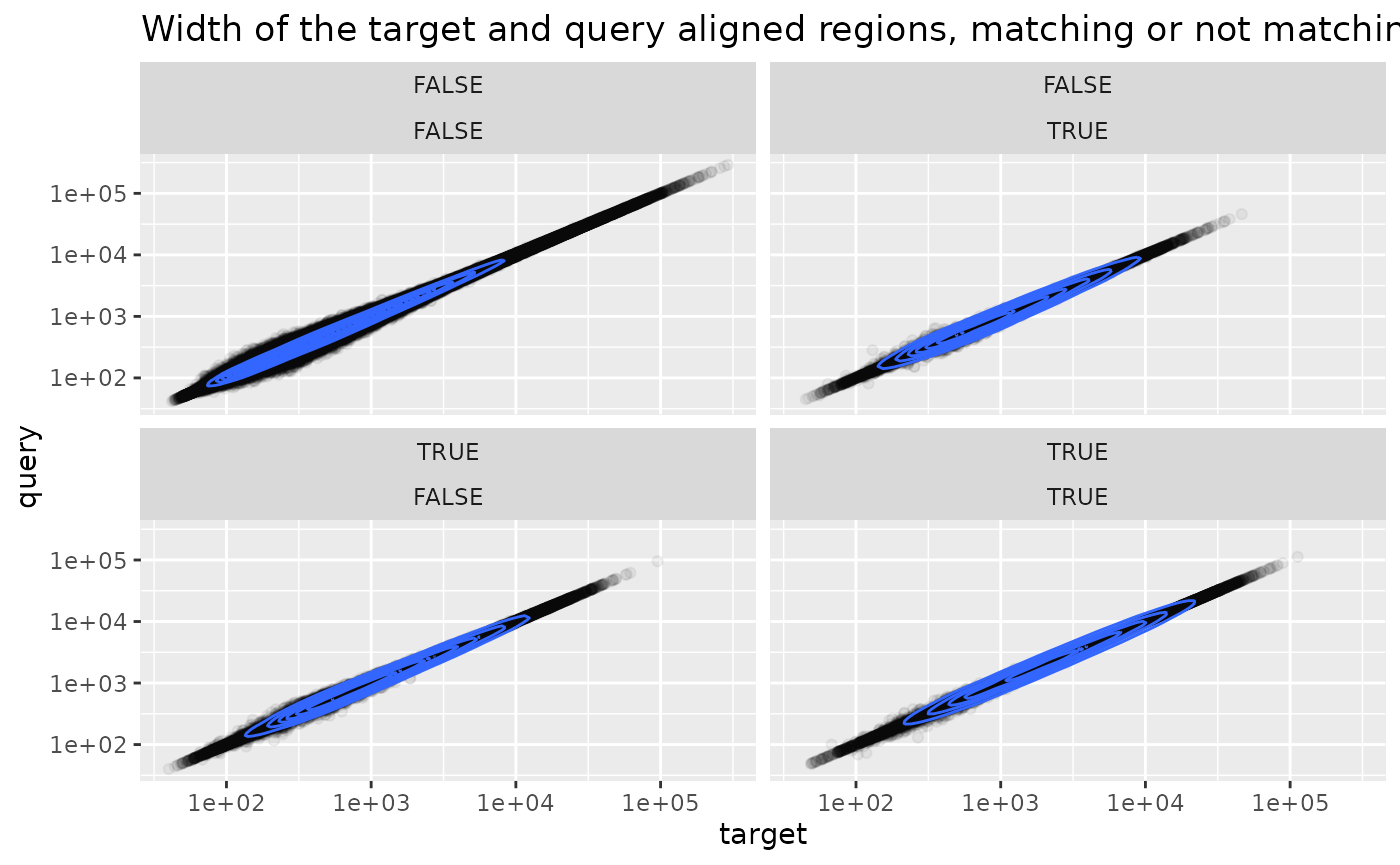 Width of the target and query aligned regions, matching or not matchin
FALSE
FALSE
FALSE
TRUE
1e+05
1e+04
1e+03
1e+02
TRUE
FALSE
TRUE
TRUE
1e+05
1e+04
1e+03
1e+02
query
1e+02 1e+03 1e+04 1e+05 1e+02 1e+03 1e+04 1e+05
target